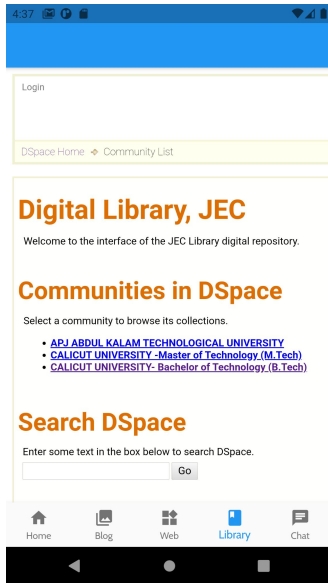 4:37
Login
DSpace Home Community List
Digital Library, JEC
Welcome to the interface of the JEC Library digital repository.
Communities in DSpace
Select a community to browse its collections.
APJ ABDUL KALAM TECHNOLOGICAL UNIVERSITY
CALICUT UNIVERSITY -Master of Technology (M.Tech)
CALICUT UNIVERSITY- Bachelor of Technology (B.Tech)
Search DSpace
Enter some text in the box below to search DSpace.
Go
Home Blog Web Library Chat